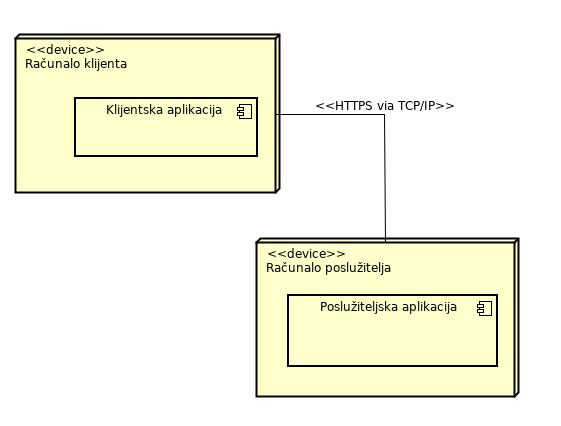 <<device>>
Računalo klijenta
Klijentska aplikacija
<<HTTPS via TCP/IP>>
<<device>>
Računalo poslužitelja
Poslužiteljska aplikacija